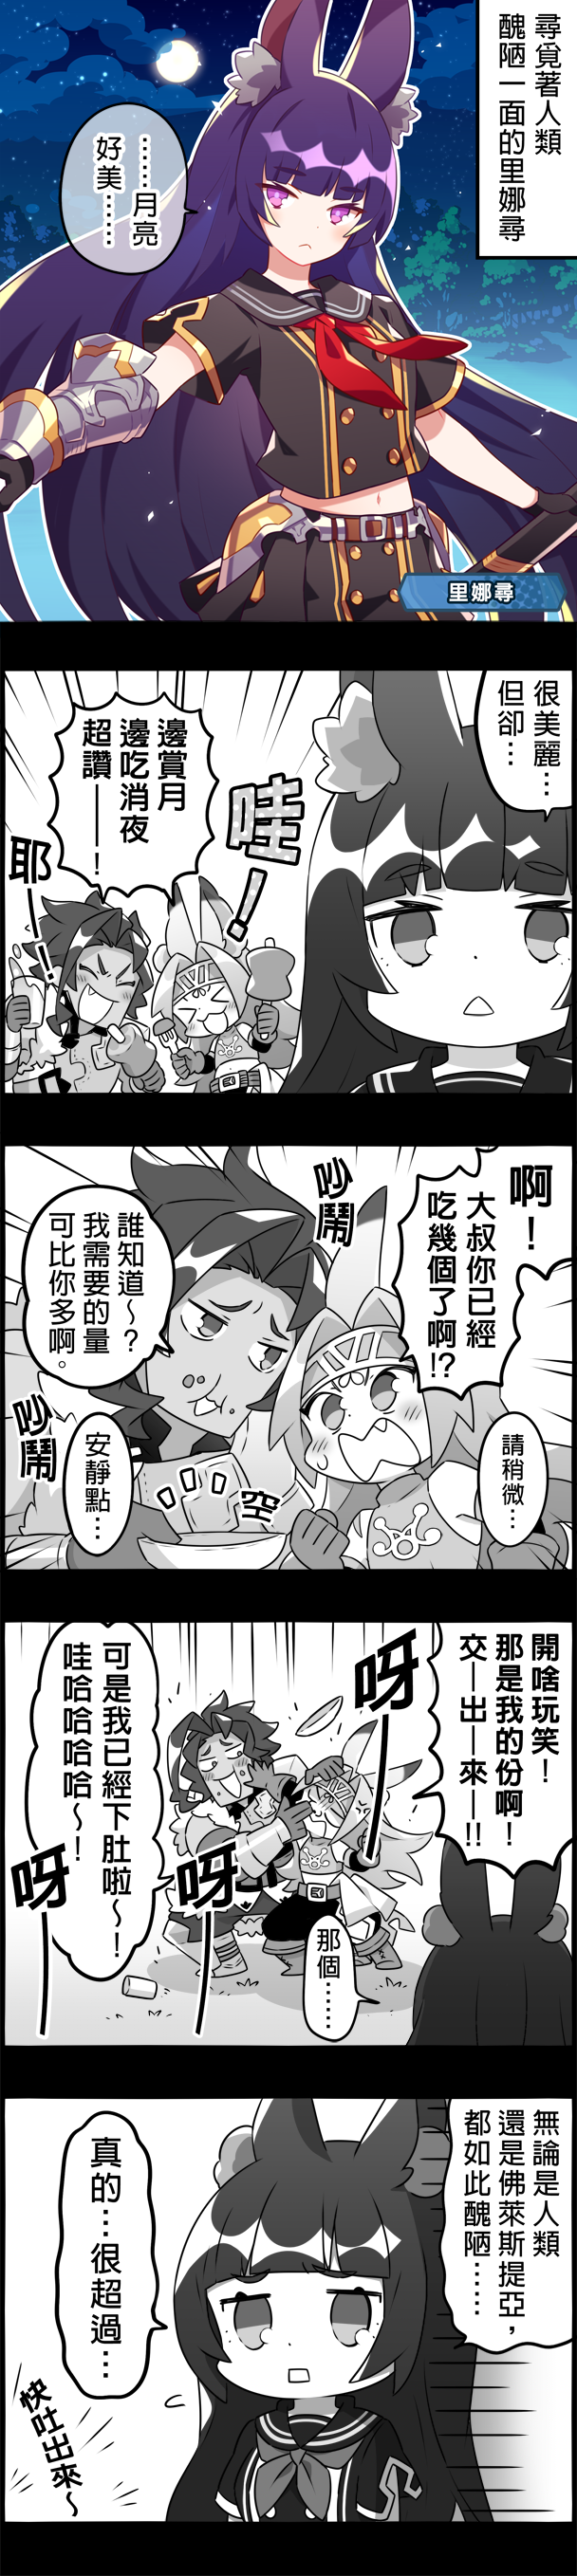 尋覓著人類
醜陋一面的里娜尋
……月亮
好美……
里娜尋
很美麗…
但卻…
哇！
邊賞月
邊吃消夜
超讚——！
耶——！
啊！
大叔你已經
吃幾個了啊!?
吵鬧
請稍微…
誰知道～？
我需要的量
可比你多啊。
空
安靜點…
吵鬧
開啥玩笑！
那是我的份啊！
交—出—來—!!
呀——
可是我已經下肚啦～！
哇哈哈哈哈～！
呀——
呀——
那個……
無論是人類
還是佛萊斯提亞，
都如此醜陋……
真的…很超過…
快吐出來～